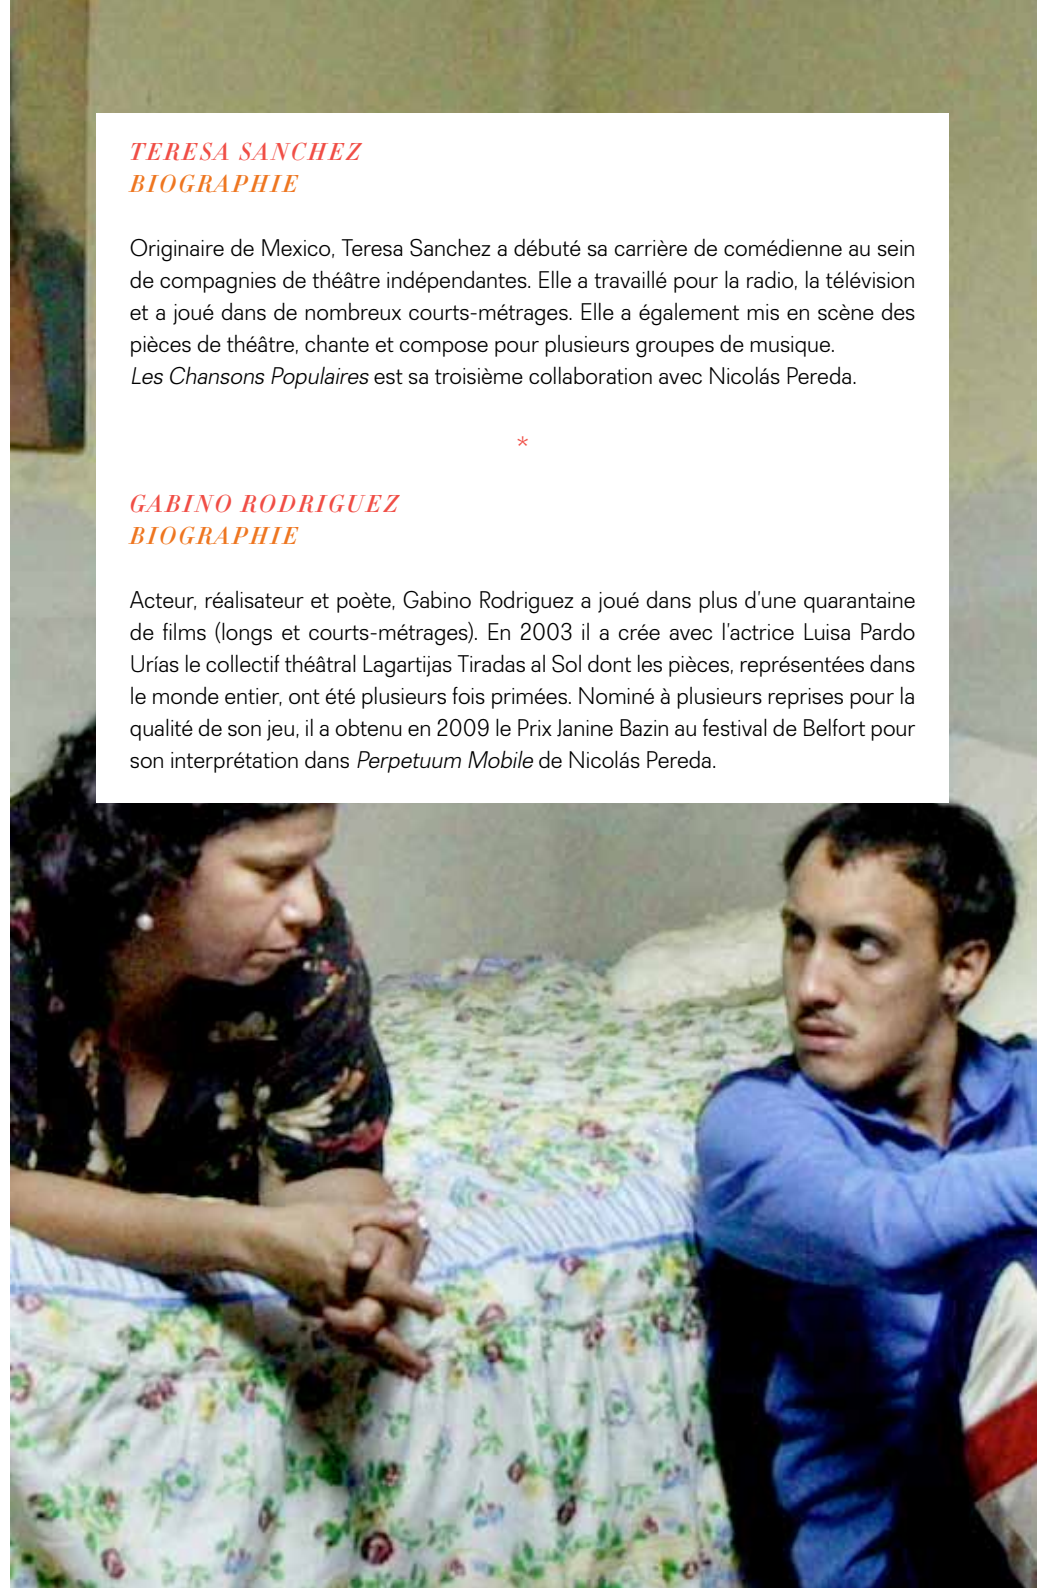 TERESA SANCHEZ
BIOGRAPHIE
Originaire de Mexico, Teresa Sanchez a débuté sa carrière de comédienne au sein
de compagnies de théâtre indépendantes. Elle a travaillé pour la radio, la télévision
et a joué dans de nombreux courts-métrages. Elle a également mis en scène des
pièces de théâtre, chante et compose pour plusieurs groupes de musique.
Les Chansons Populaires est sa troisième collaboration avec Nicolás Pereda.
*
GABINO RODRIGUEZ
BIOGRAPHIE
Acteur, réalisateur et poète, Gabino Rodriguez a joué dans plus d'une quarantaine
de films (longs et courts-métrages). En 2003 il a crée avec l'actrice Luisa Pardo
Urías le collectif théâtral Lagartijas Tiradas al Sol dont les pièces, représentées dans
le monde entier, ont été plusieurs fois primées. Nominé à plusieurs reprises pour la
qualité de son jeu, il a obtenu en 2009 le Prix Janine Bazin au festival de Belfort pour
son interprétation dans Perpetuum Mobile de Nicolás Pereda.